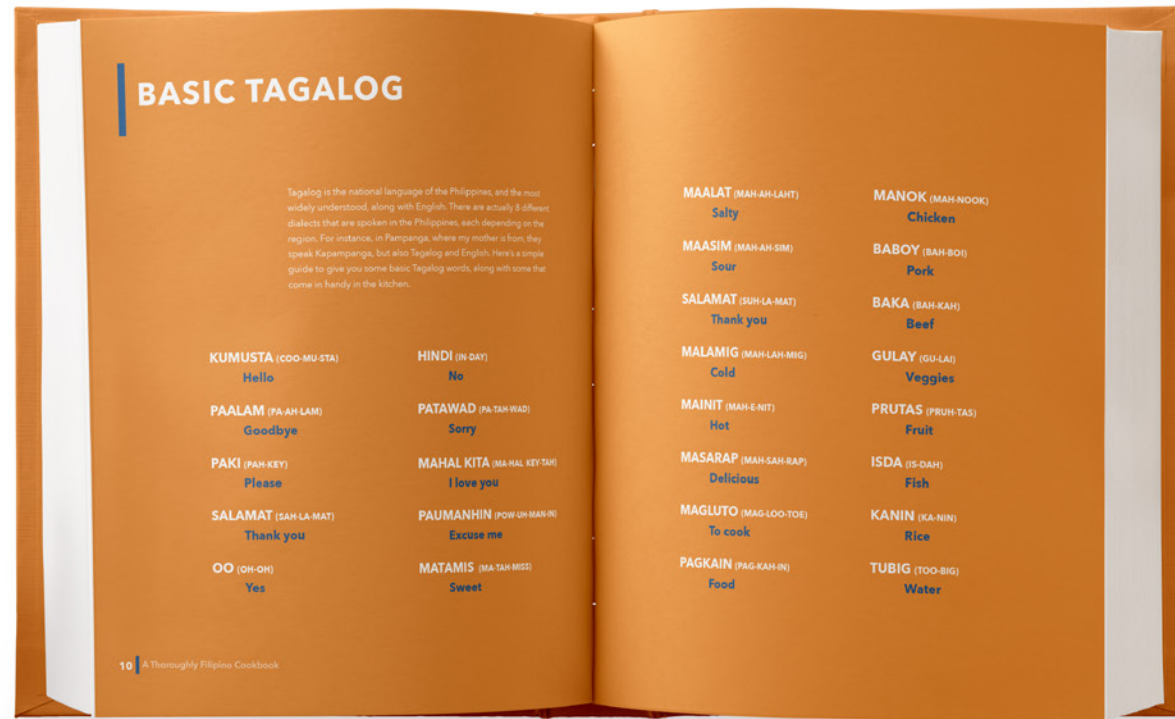 BASIC TAGALOG
Tagalog is the national language of the Philippines, and the most
widely understood, along with English. There are actually 8 different
dialects that are spoken in the Philippines, each depending on the
region. For instance, in Pampanga, where my mother is from, they
speak Kapampanga, but also Tagalog and English. Here's a simple
guide to give you some basic Tagalog words, along with some that
come in handy in the kitchen.
KUMUSTA (COO-MU-STA)
Hello
PAALAM (PA-AH-LAM)
Goodbye
PAKI (PAH-KEY)
Please
SALAMAT (SAH-LA-MAT)
Thank you
OO (OH-OH)
Yes
HINDI (IN-DAY)
No
PATAWAD (PA-TAH-WAD)
Sorry
MAHAL KITA (MA-HAL KEY-TAH)
I love you
PAUMANHIN (POW-UH-MAN-IN)
Excuse me
MATAMIS (MA-TAH-MISS)
Sweet
10 A Thoroughly Filipino Cookbook
MAALAT (MAH-AH-LAHT)
Salty
MAASIM (MAH-AH-SIM)
Sour
SALAMAT (SUH-LA-MAT)
Thank you
MALAMIG (MAH-LAH-MIG)
Cold
MAINIT (MAH-E-NIT)
Hot
MASARAP (MAH-SAH-RAP)
Delicious
MAGLUTO (MAG-LOO-TOE)
To cook
PAGKAIN (PAG-KAH-IN)
Food
MANOK (MAH-NOOK)
Chicken
BABOY (BAH-BOI)
Pork
BAKA (BAH-KAH)
Beef
GULAY (GU-LAI)
Veggies
PRUTAS (PRUH-TAS)
Fruit
ISDA (IS-DAH)
Fish
KANIN (KA-NIN)
Rice
TUBIG (TOO-BIG)
Water